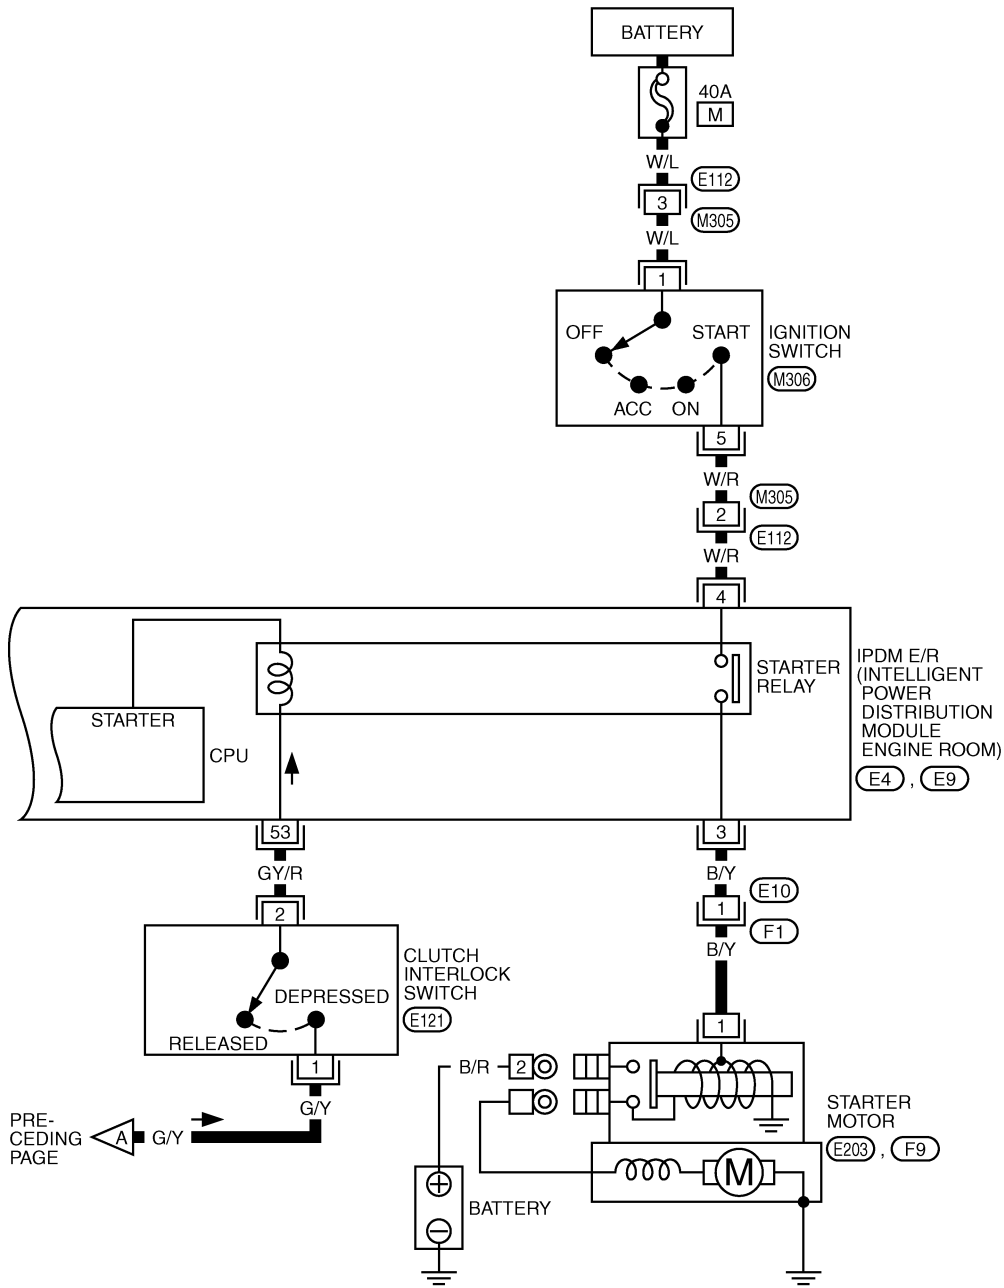 BATTERY
40A
M
W/L
E112
3
M305
W/L
1
OFF
START
IGNITION
SWITCH
M306
ACC
ON
5
W/R
M305
2
E112
W/R
4
STARTER
RELAY
IPDM E/R
(INTELLIGENT
POWER
DISTRIBUTION
MODULE
ENGINE ROOM)
E4 , E9
STARTER
CPU
53
3
GY/R
B/Y
E10
1
F1
B/Y
2
CLUTCH
INTERLOCK
SWITCH
E121
DEPRESSED
RELEASED
1
G/Y
PRE-
CEDING
PAGE
A
G/Y
1
B/R
2
STARTER
MOTOR
E203 , F9
M
BATTERY
+
−